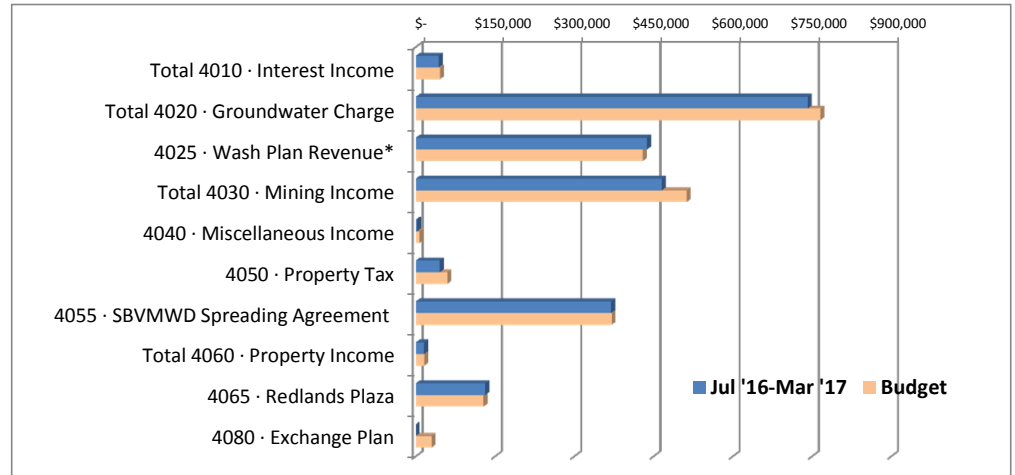 $- $150,000 $300,000 $450,000 $600,000 $750,000 $900,000
Total 4010 · Interest Income
Total 4020 · Groundwater Charge
4025 · Wash Plan Revenue*
Total 4030 · Mining Income
4040 · Miscellaneous Income
4050 · Property Tax
4055 · SBVMWD Spreading Agreement
Total 4060 · Property Income
4065 · Redlands Plaza
4080 · Exchange Plan
Jul '16-Mar '17 Budget